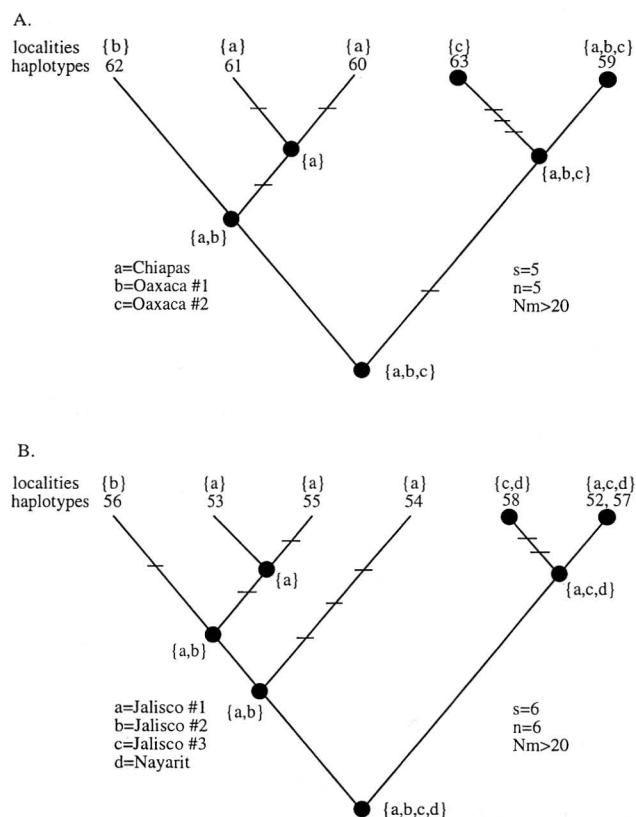 A.
localities {b} {a} {a} {c} {a,b,c}
haplotypes 62 61 60 63 59
{a} {a,b,c}
{a,b}
a=Chiapas s=5
b=Oaxaca #1 n=5
c=Oaxaca #2 Nm>20
{a,b,c}
B.
localities {b} {a} {a} {a} {c,d} {a,c,d}
haplotypes 56 53 55 54 58 52, 57
{a} {a,c,d}
{a,b}
{a,b}
a=Jalisco #1 s=6
b=Jalisco #2 n=6
c=Jalisco #3 Nm>20
d=Nayarit
{a,b,c,d}